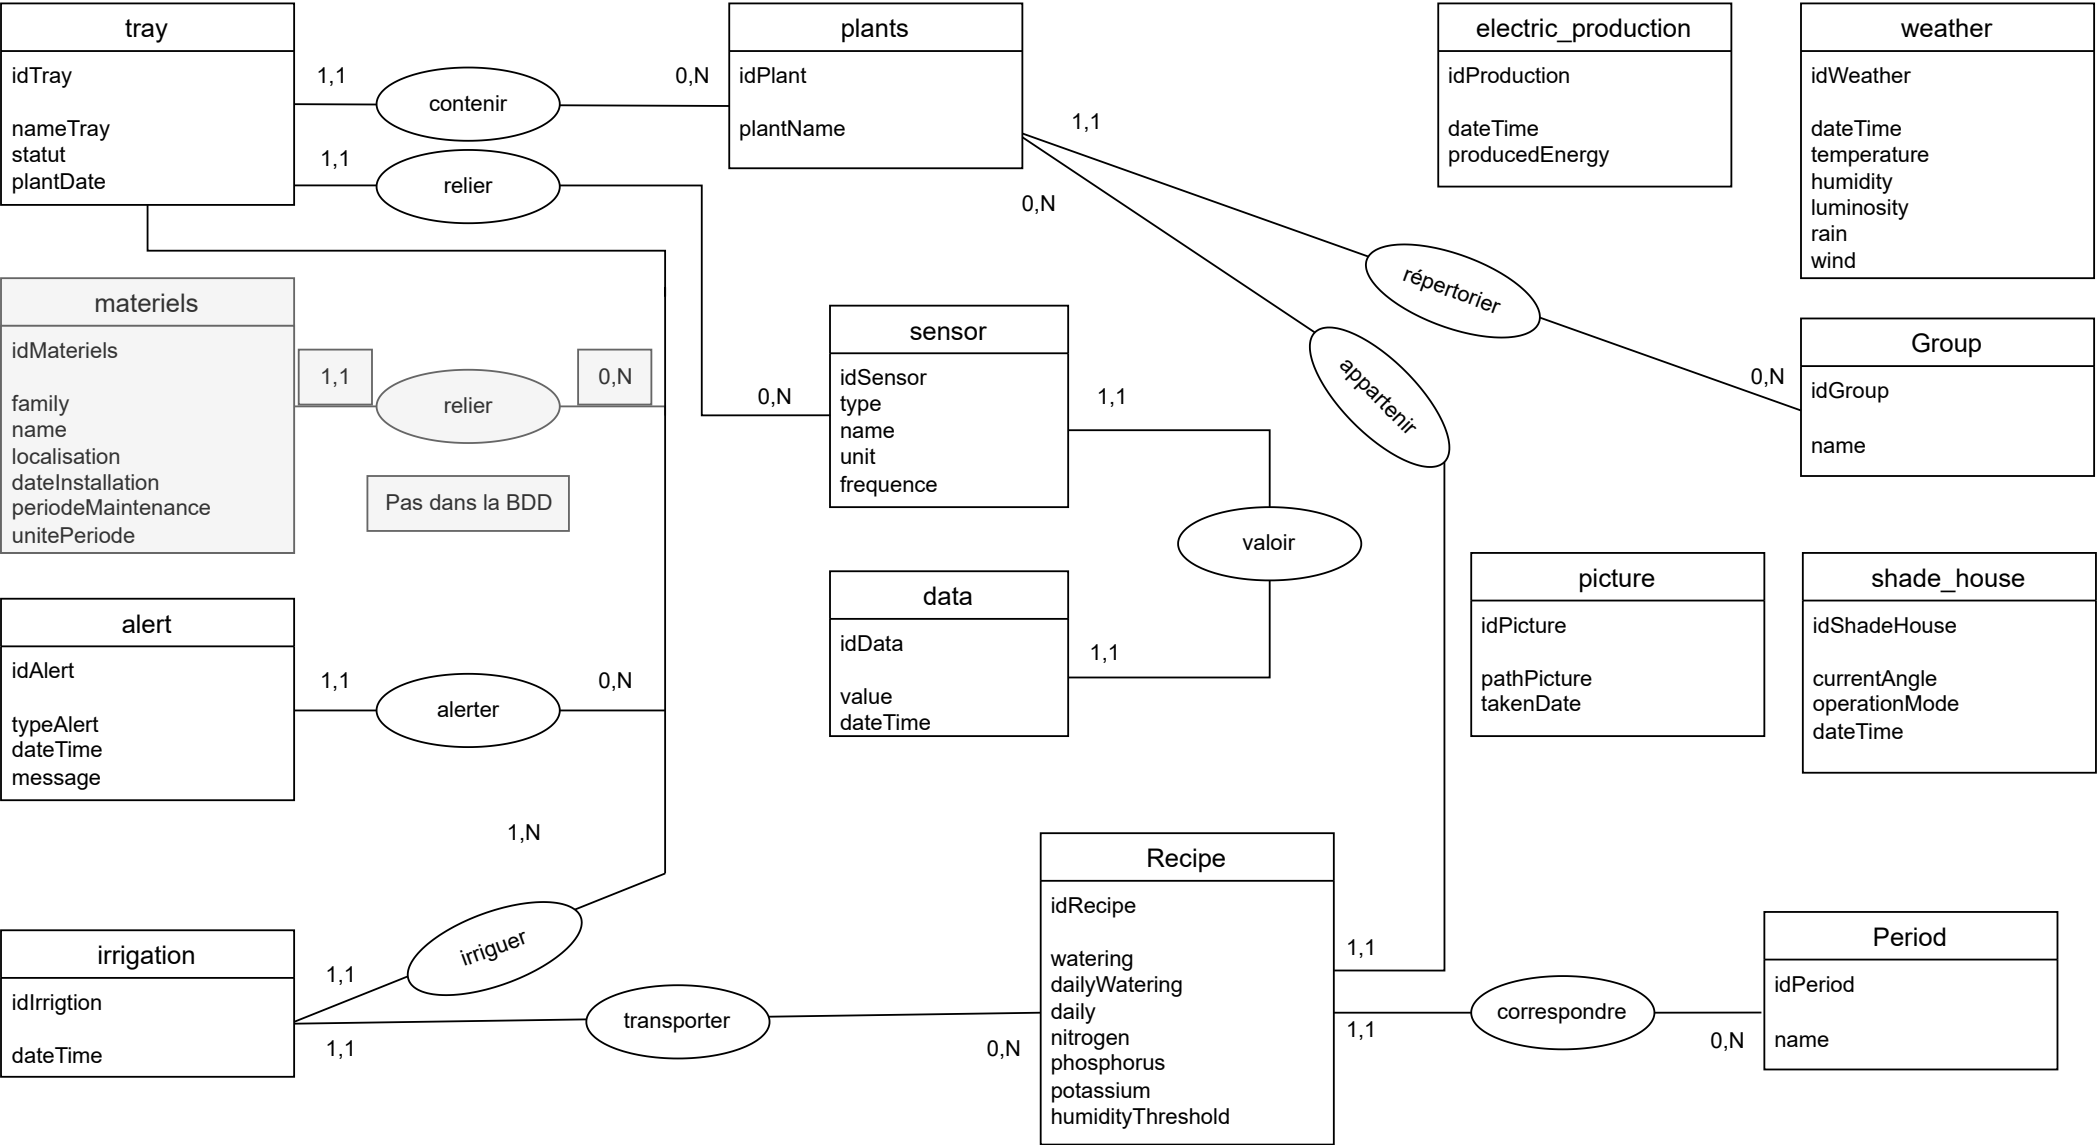 tray
idTray
nameTray
statut
plantDate
1,1
contenir
0,N
1,1
relier
plants
idPlant
plantName
1,1
0,N
electric_production
idProduction
dateTime
producedEnergy
weather
idWeather
dateTime
temperature
humidity
luminosity
rain
wind
répertorier
appartenir
0,N
Group
idGroup
name
materiels
idMateriels
family
name
localisation
dateInstallation
periodeMaintenance
unitePeriode
1,1
relier
0,N
Pas dans la BDD
0,N
sensor
idSensor
type
name
unit
frequence
1,1
valoir
data
idData
value
dateTime
1,1
picture
idPicture
pathPicture
takenDate
shade_house
idShadeHouse
currentAngle
operationMode
dateTime
alert
idAlert
typeAlert
dateTime
message
1,1
alerter
0,N
1,N
irrigation
idIrrigtion
dateTime
1,1
irriguer
1,1
transporter
0,N
Recipe
idRecipe
watering
dailyWatering
daily
nitrogen
phosphorus
potassium
humidityThreshold
1,1
1,1
correspondre
0,N
Period
idPeriod
name